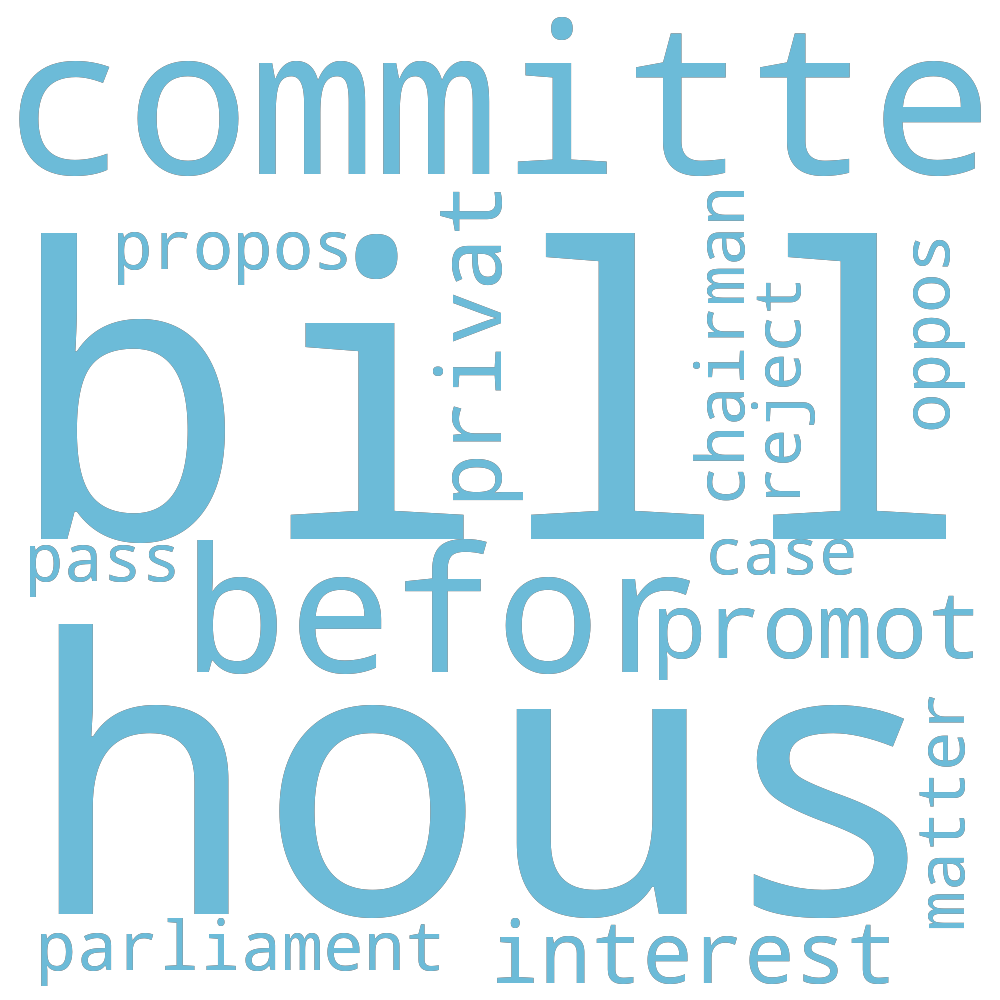 committe
propos
privat
chairman
reject
oppos
bill
pass
befor
case
promot
hous
matter
parliament
interest